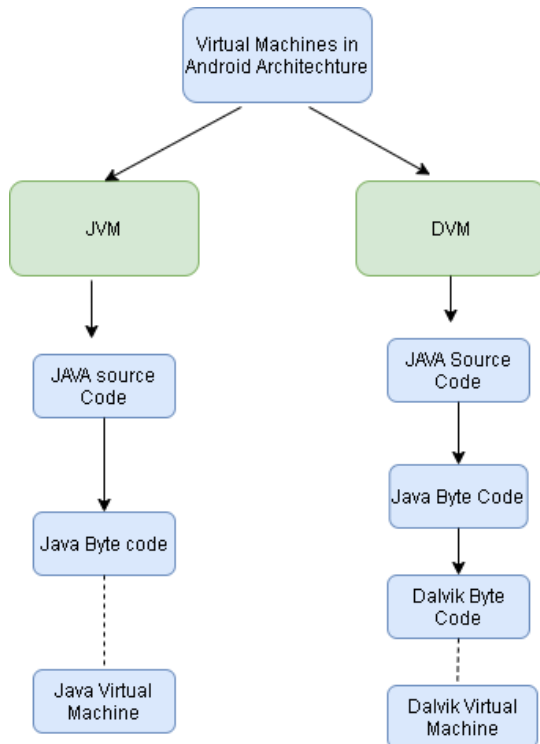 Virtual Machines in
Android Architechture
JVM
DVM
JAVA source
Code
JAVA Source
Code
Java Byte code
Java Byte Code
Dalvik Byte
Code
Java Virtual
Machine
Dalvik Virtual
Machine